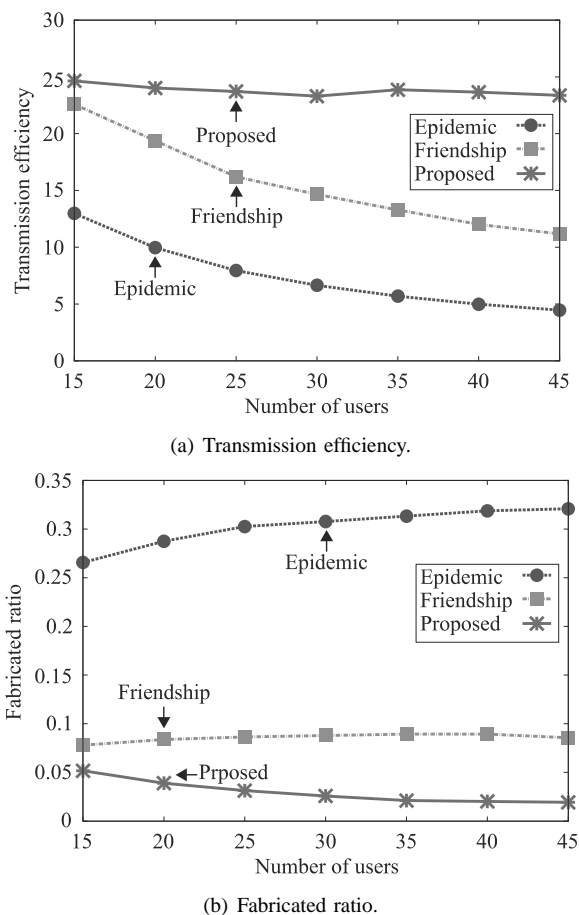 30
25
20
15
10
5
0
Transmission efficiency
Proposed
Friendship
Epidemic
Epidemic
Friendship
Proposed
15 20 25 30 35 40 45
Number of users
(a) Transmission efficiency.
0.35
0.3
0.25
0.2
0.15
0.1
0.05
0
Fabricated ratio
Epidemic
Friendship
Prposed
Epidemic
Friendship
Proposed
15 20 25 30 35 40 45
Number of users
(b) Fabricated ratio.